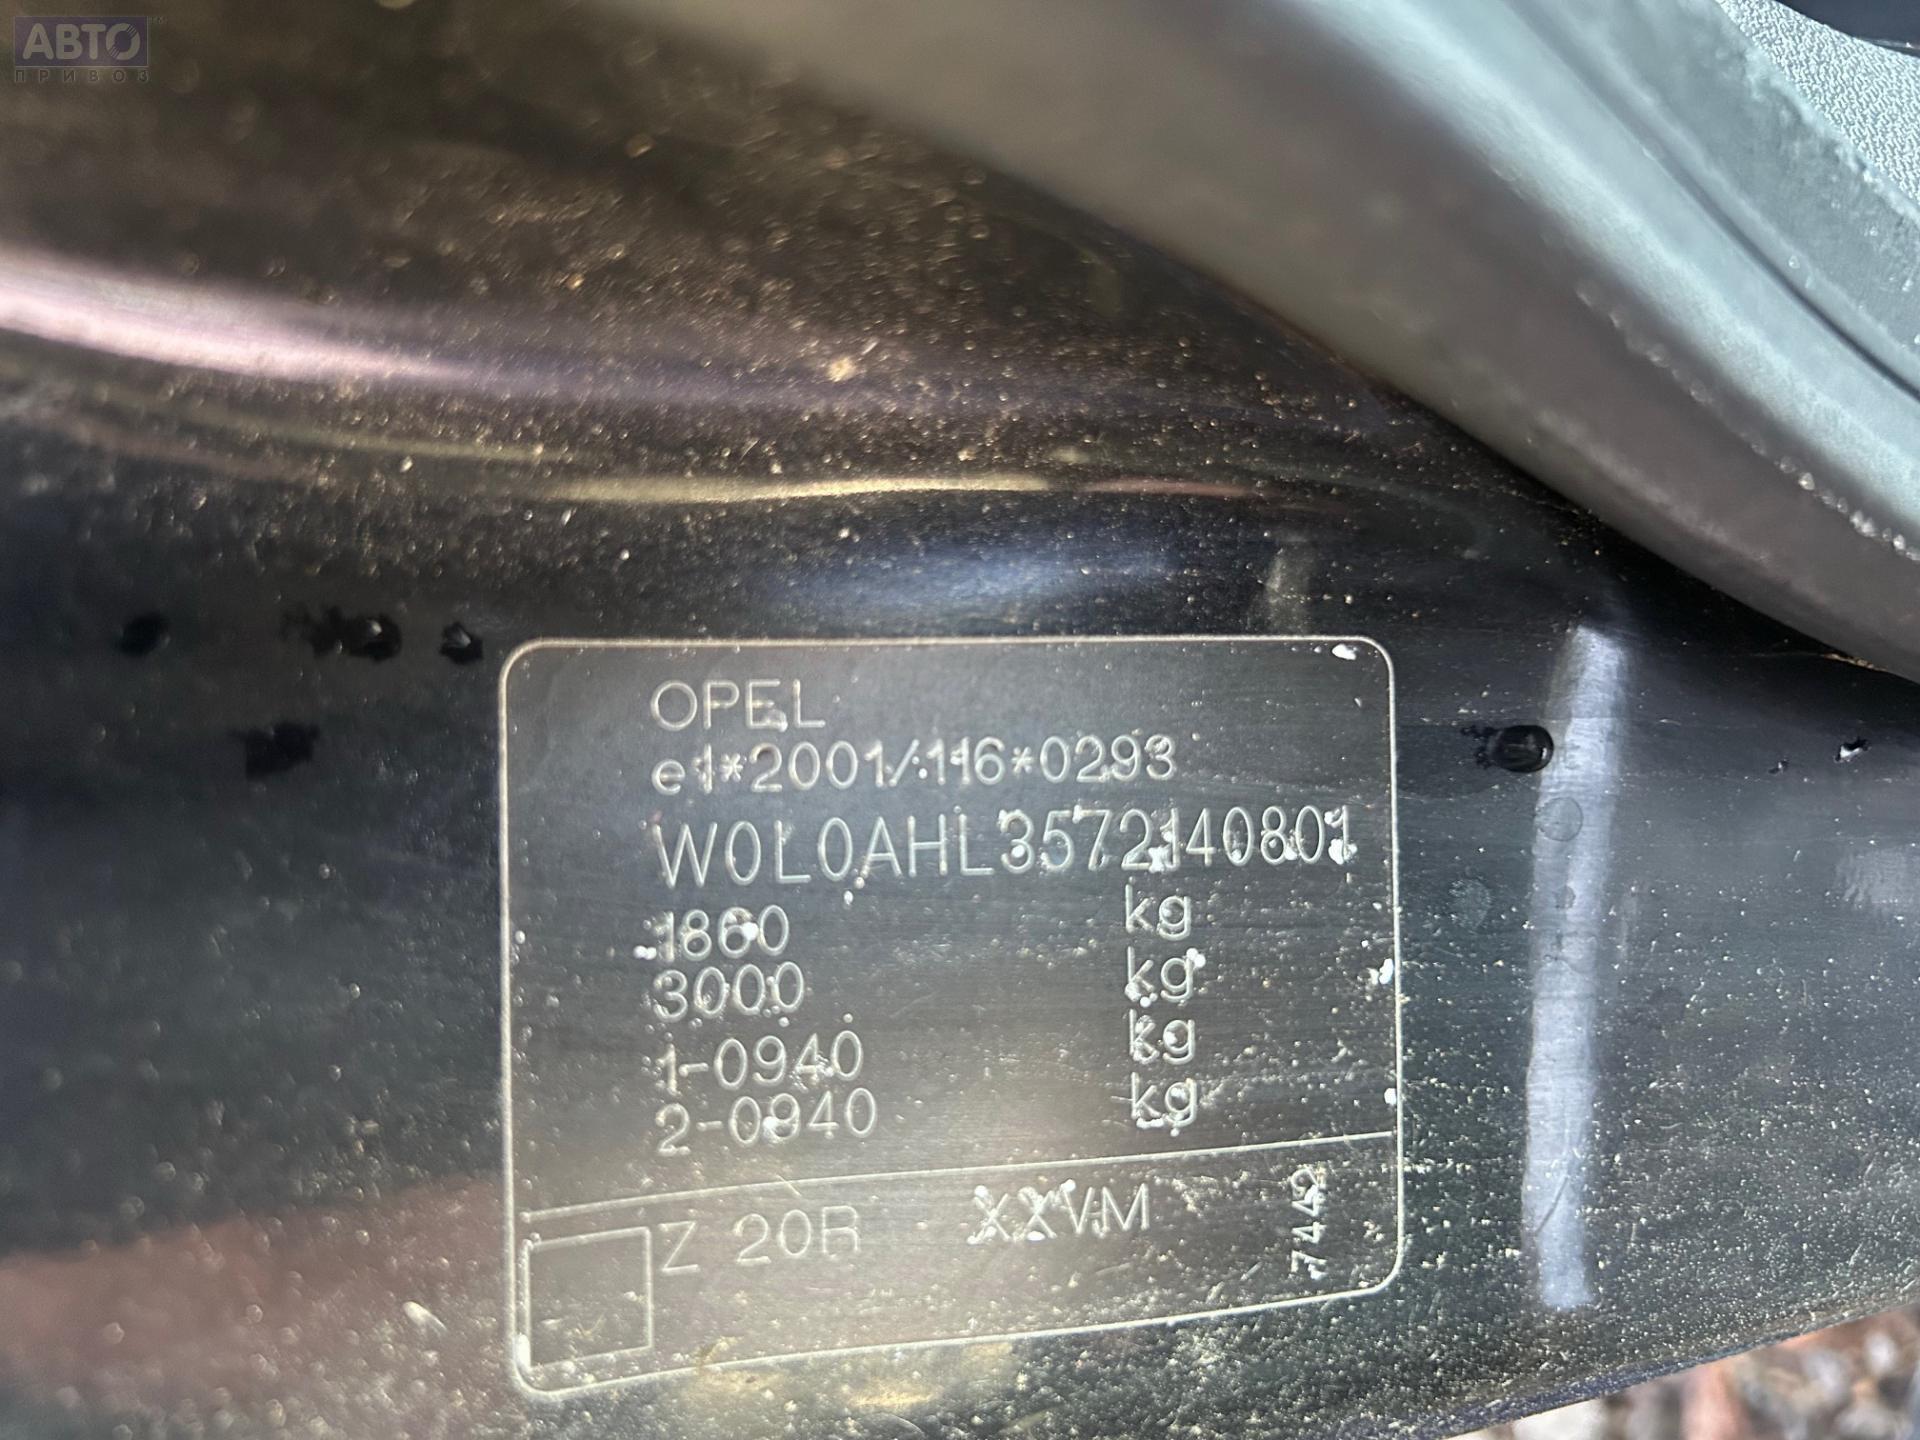 АВТО™
ПРИВОЗ
OPEL
e1*2001/116*0293
W0L0AHL3572140801
1860 kg
3000 kg
1-0940 kg
2-0940 kg
Z 20R XXVM 7442